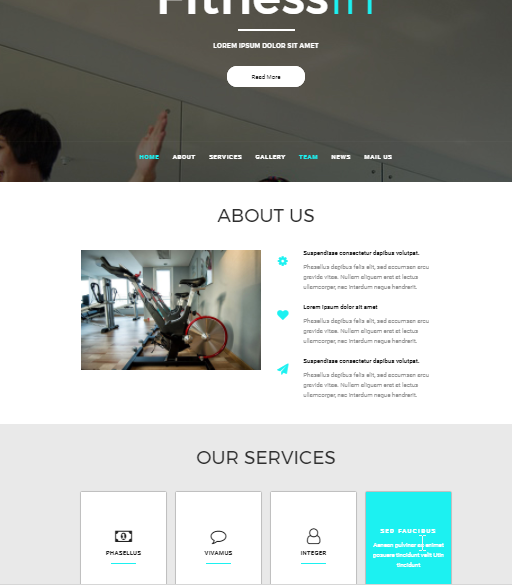 Fitnessin
LOREM IPSUM DOLOR SIT AMET
Read More
HOME ABOUT SERVICES GALLERY TEAM NEWS MAIL US
ABOUT US
Suspendisse consectetur dapibus volutpat.
Phasellus dapibus felis elit, sed accumsan arcu
gravida vitae. Nullam aliquam erat at lectus
ullamcorper, nec interdum neque hendrerit.
Lorem ipsum dolor sit amet
Phasellus dapibus felis elit, sed accumsan arcu
gravida vitae. Nullam aliquam erat at lectus
ullamcorper, nec interdum neque hendrerit.
Suspendisse consectetur dapibus volutpat.
Phasellus dapibus felis elit, sed accumsan arcu
gravida vitae. Nullam aliquam erat at lectus
ullamcorper, nec interdum neque hendrerit.
OUR SERVICES
PHASELLUS
VIVAMUS
INTEGER
SED FAUCIBUS
Aenean pulvinar
posuere tincidunt velit Utin
tincidunt